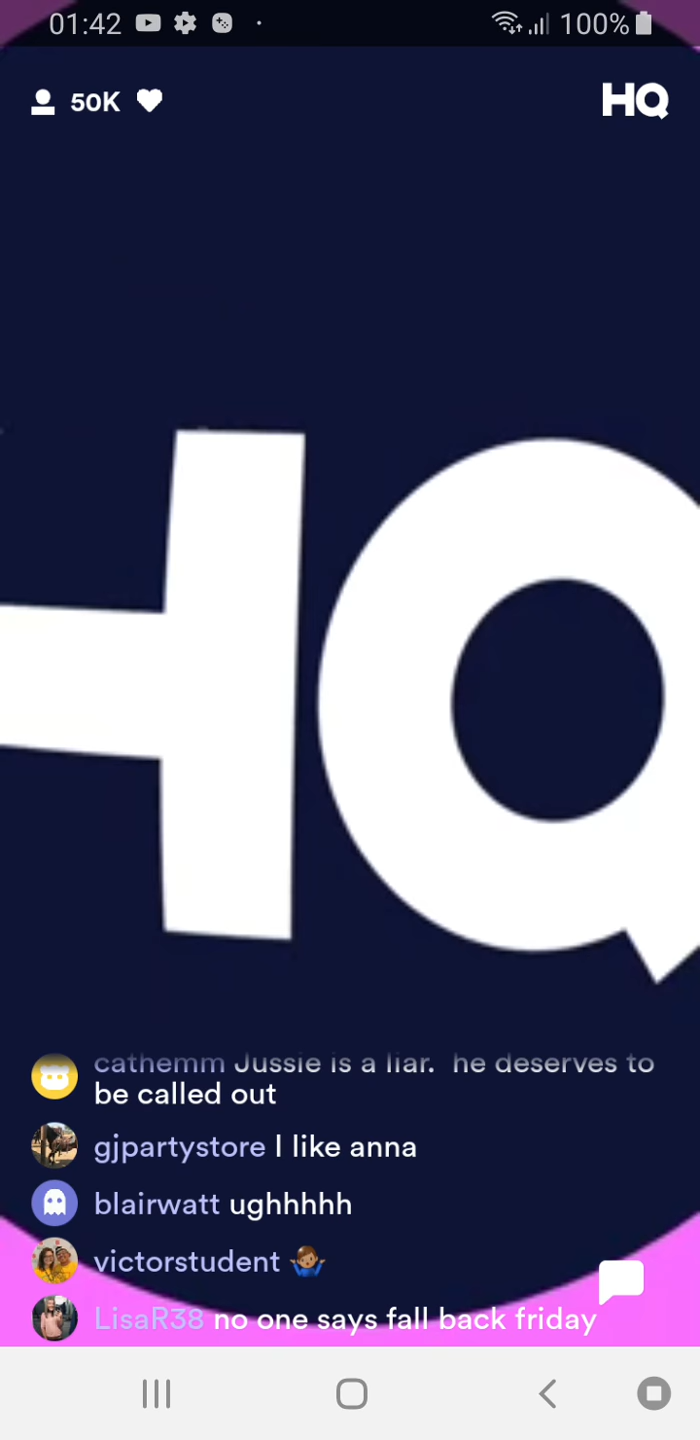 01:42
100%
50K
HQ
HQ
cathemm Jussie is a liar. he deserves to
be called out
gjpartystore I like anna
blairwatt ughhhhh
victorstudent 🤷🏽‍♂️
LisaR38 no one says fall back friday